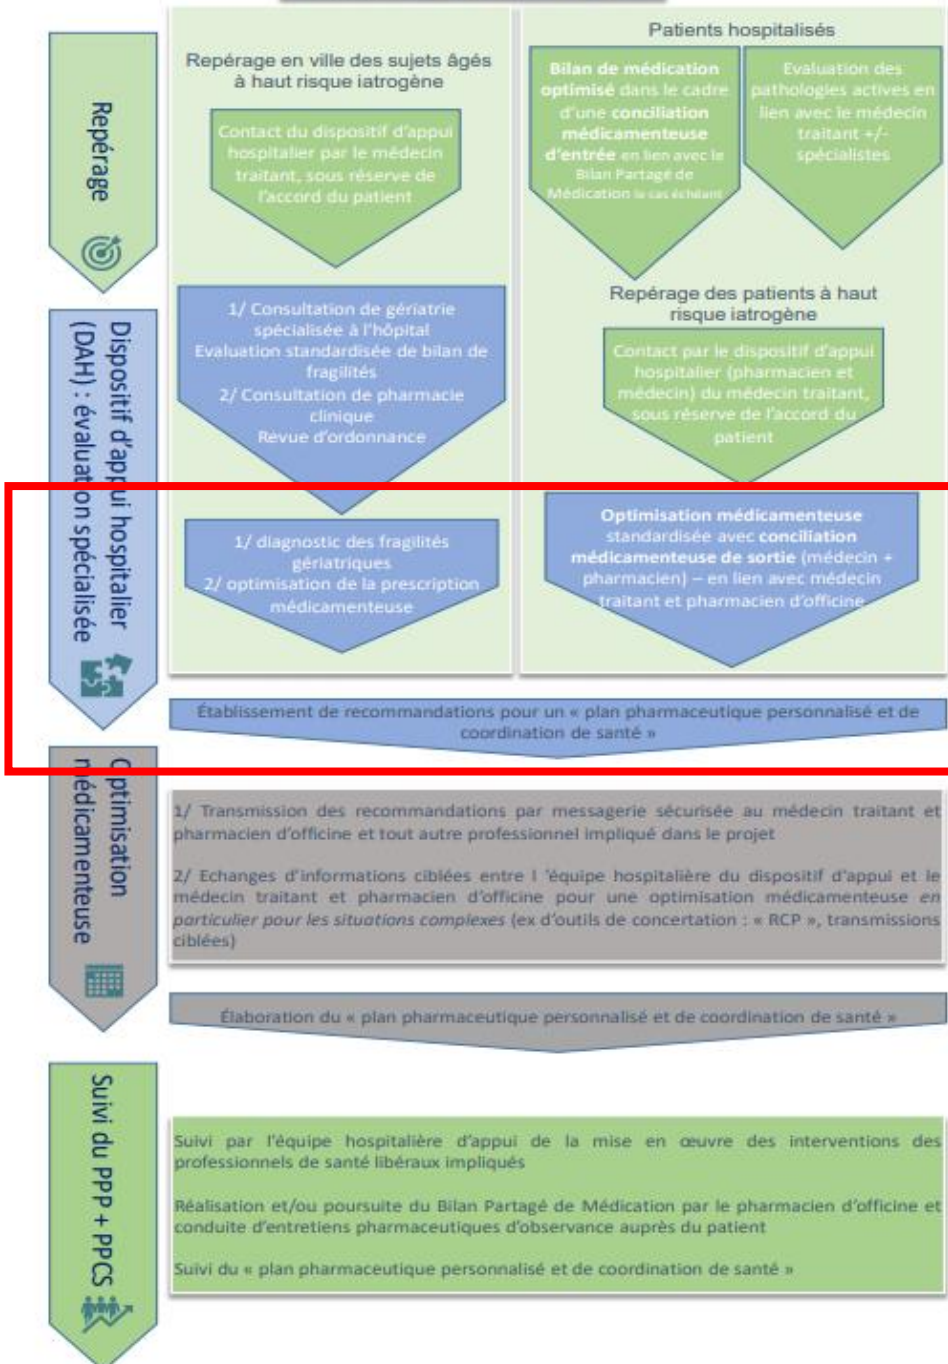 Repérage
Repérage en ville des sujets âgés
à haut risque iatrogène
Contact du dispositif d'appui
hospitalier par le médecin
traitant, sous réserve de
l'accord du patient
Patients hospitalisés
Bilan de médication
optimisé dans le cadre
d'une conciliation
médicamenteuse
d'entrée en lien avec le
Bilan Partagé de
Médication le cas échéant
Evaluation des
pathologies actives en
lien avec le médecin
traitant +/-
spécialistes
Repérage des patients à haut
risque iatrogène
Contact par le dispositif d'appui
hospitalier (pharmacien et
médecin) du médecin traitant,
sous réserve de l'accord du
patient
Dispositif d'appui hospitalier
(DAH) : évaluation spécialisée
1/ Consultation de gériatrie
spécialisée à l'hôpital
Evaluation standardisée de bilan de
fragilités
2/ Consultation de pharmacie
clinique
Revue d'ordonnance
1/ diagnostic des fragilités
gériatriques
2/ optimisation de la prescription
médicamenteuse
Optimisation médicamenteuse
standardisée avec conciliation
médicamenteuse de sortie (médecin +
pharmacien) – en lien avec médecin
traitant et pharmacien d'officine
Établissement de recommandations pour un « plan pharmaceutique personnalisé et de
coordination de santé »
Optimisation
médicamenteuse
1/ Transmission des recommandations par messagerie sécurisée au médecin traitant et
pharmacien d'officine et tout autre professionnel impliqué dans le projet
2/ Echanges d'informations ciblées entre l 'équipe hospitalière du dispositif d'appui et le
médecin traitant et pharmacien d'officine pour une optimisation médicamenteuse en
particulier pour les situations complexes (ex d'outils de concertation : « RCP », transmissions
ciblées)
Élaboration du « plan pharmaceutique personnalisé et de coordination de santé »
Suivi du PPP + PPCS
Suivi par l'équipe hospitalière d'appui de la mise en œuvre des interventions des
professionnels de santé libéraux impliqués
Réalisation et/ou poursuite du Bilan Partagé de Médication par le pharmacien d'officine et
conduite d'entretiens pharmaceutiques d'observance auprès du patient
Suivi du « plan pharmaceutique personnalisé et de coordination de santé »